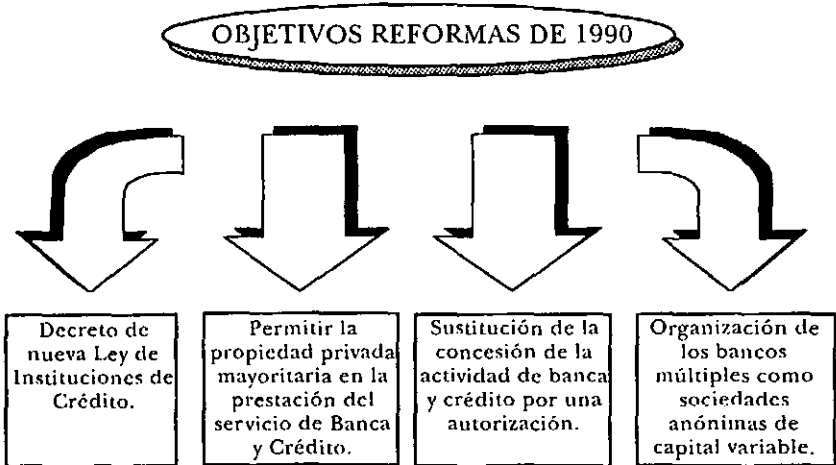 OBJETIVOS REFORMAS DE 1990
Decreto de
nueva Ley de
Instituciones de
Crédito.
Permitir la
propiedad privada
mayoritaria en la
prestación del
servicio de Banca
y Crédito.
Sustitución de la
concesión de la
actividad de banca
y crédito por una
autorización.
Organización de
los bancos
múltiples como
sociedades
anónimas de
capital variable.